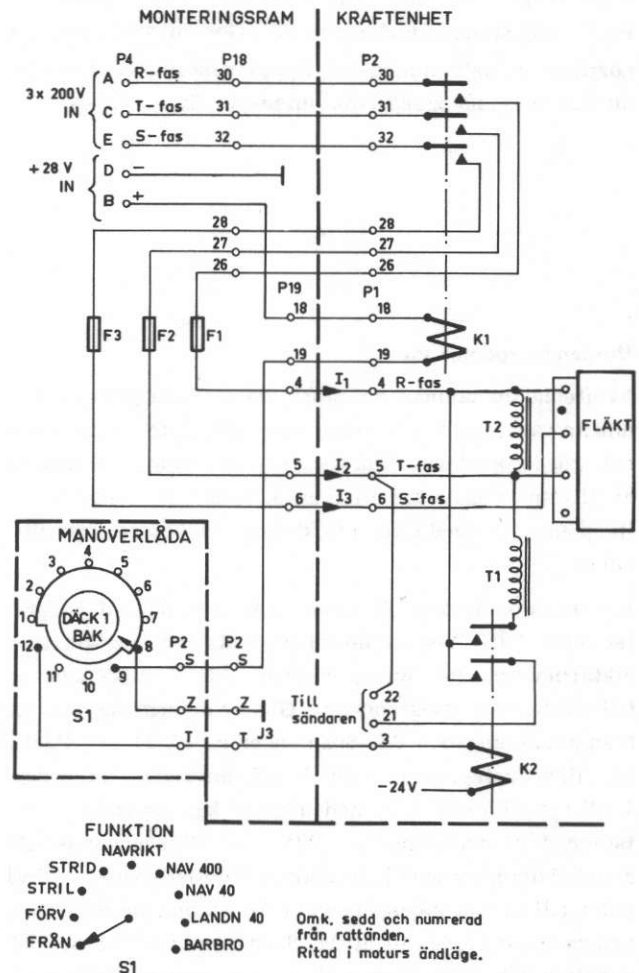 MONTERINGSRAM KRAFTENHET
P4 P18 P2
3x 200V IN
A R-fas 30 30
C T-fas 31 31
E S-fas 32 32
+28 V IN
D -
B +
28 28
27 27
26 26
P19 P1
18 18
K1
F3 F2 F1
19 19
4 I1 4 R-fas
T2
FLÄKT
5 I2 5 T-fas
6 I3 6 S-fas
MANÖVERLÅDA
1 2 3 4 5 6 7 8 9 10 11 12
DÄCK 1
BAK
S1
T1
P2 P2
S S
Z Z
T T J3
Till sändaren
22
21
3
-24V
K2
FUNKTION
NAVRIKT
STRID NAV 400
STRIL NAV 40
FÖRV LANDN 40
FRÅN BARBRO
S1
Omk. sedd och numrerad
från rattänden.
Ritad i moturs ändläge.